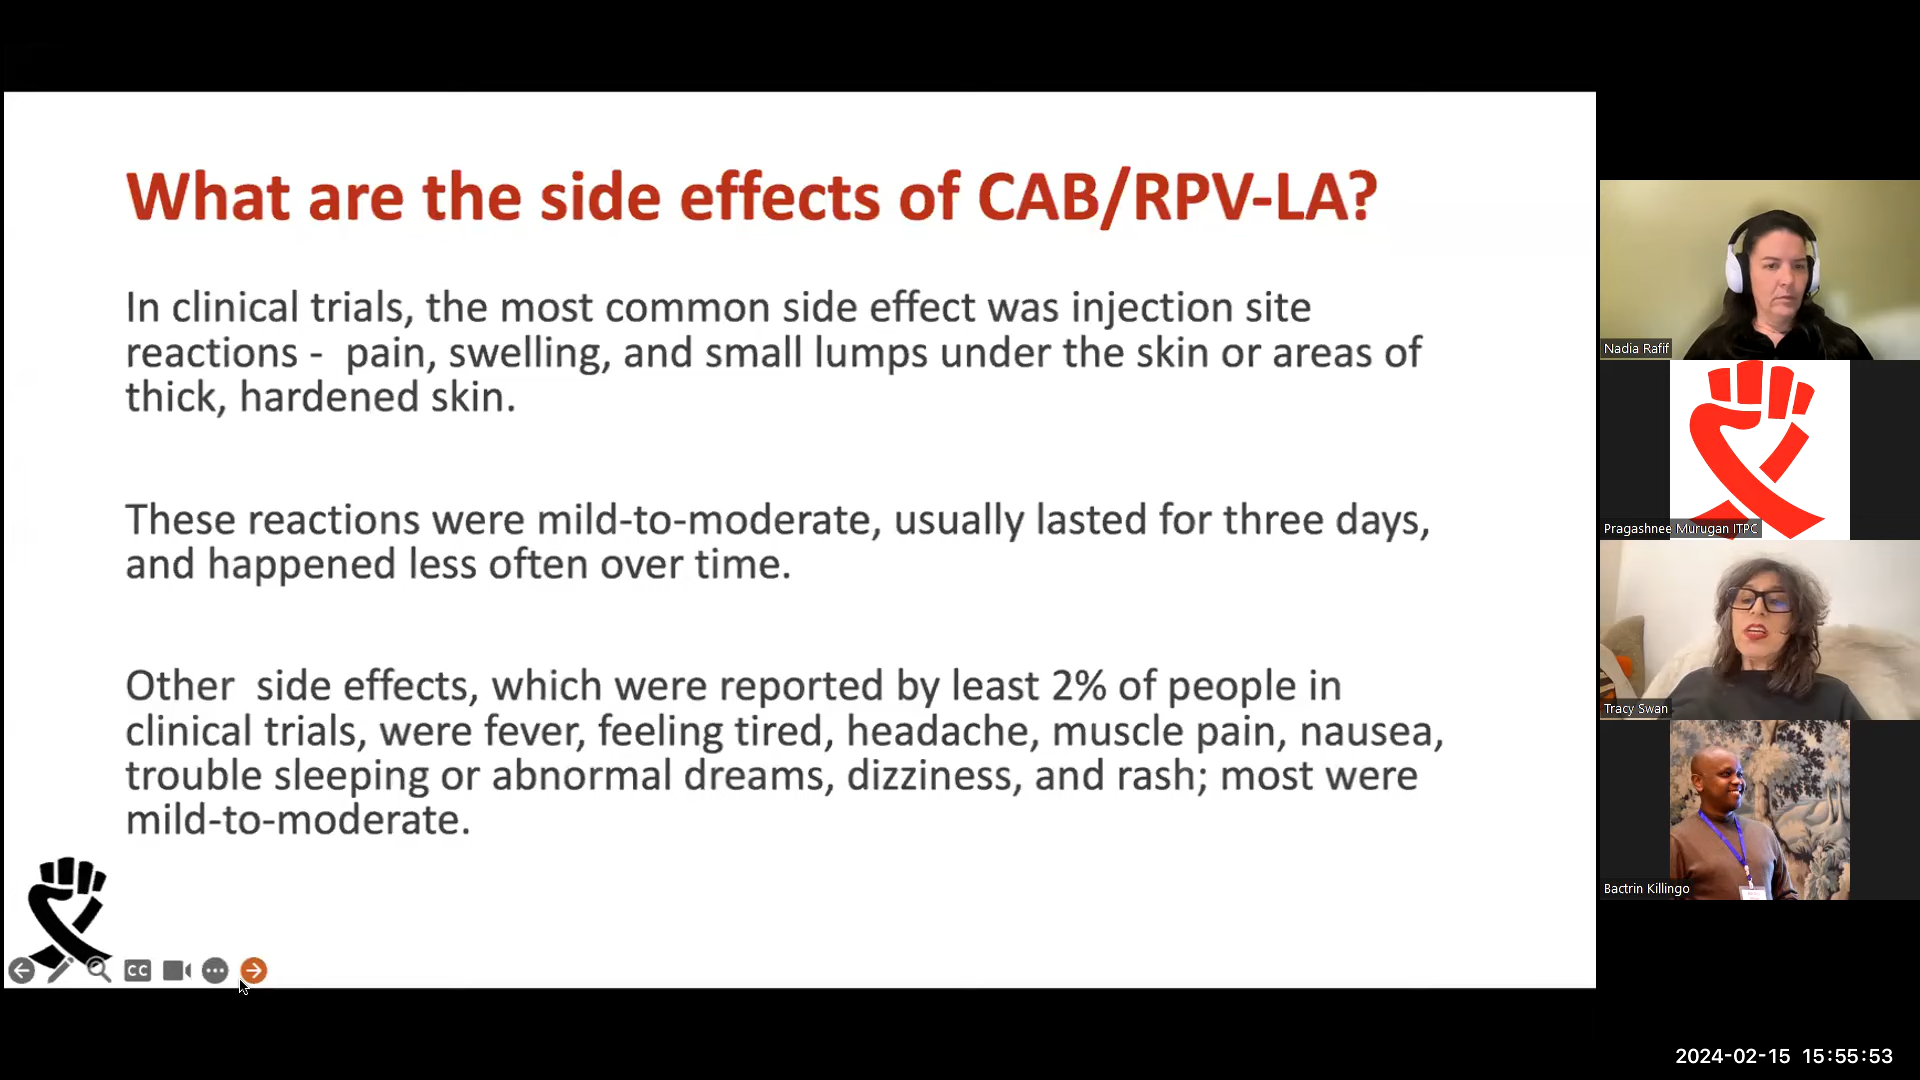 What are the side effects of CAB/RPV-LA?
In clinical trials, the most common side effect was injection site
reactions -  pain, swelling, and small lumps under the skin or areas of
thick, hardened skin.
These reactions were mild-to-moderate, usually lasted for three days,
and happened less often over time.
Other  side effects, which were reported by least 2% of people in
clinical trials, were fever, feeling tired, headache, muscle pain, nausea,
trouble sleeping or abnormal dreams, dizziness, and rash; most were
mild-to-moderate.
CC
Nadia Rafif
Pragashnee Murugan ITPC
Tracy Swan
Bactrin Killingo
2024-02-15 15:55:53